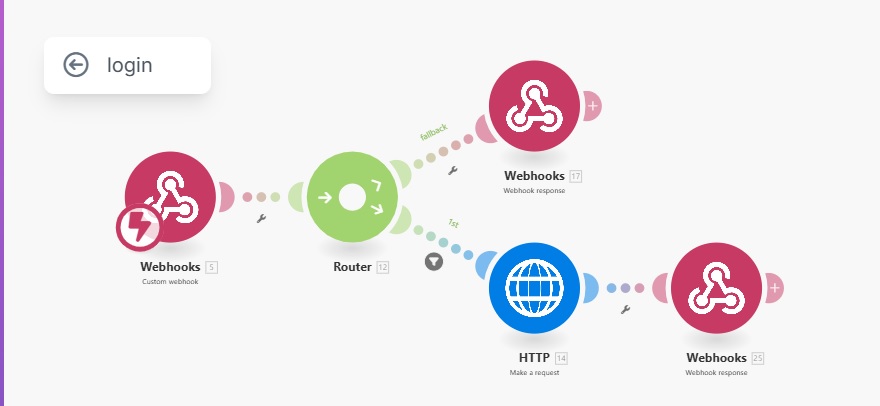 login
fallback
Webhooks 17
Webhook response
1st
Webhooks 5
Custom webhook
Router 12
HTTP 14
Make a request
Webhooks 25
Webhook response